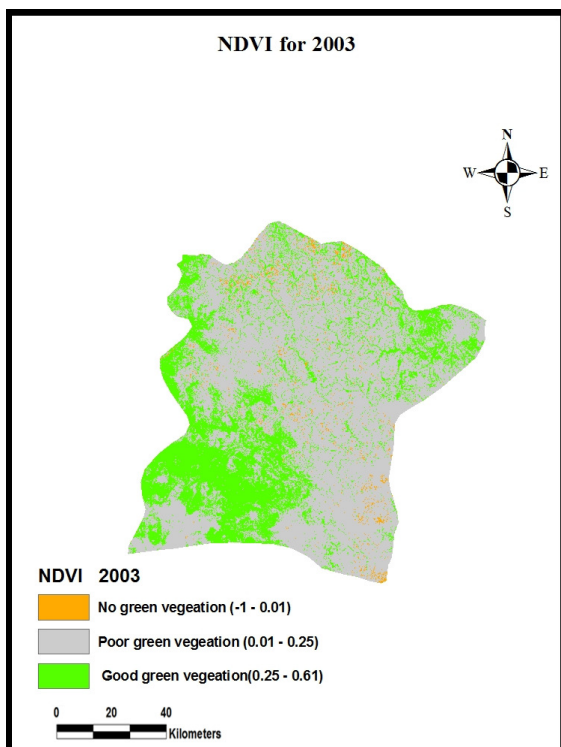 NDVI for 2003
N
W E
S
NDVI 2003
No green vegeation (-1 - 0.01)
Poor green vegeation (0.01 - 0.25)
Good green vegeation(0.25 - 0.61)
0 20 40
Kilometers